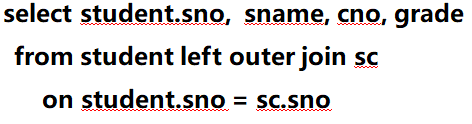 select student.sno, sname, cno, grade
from student left outer join sc
on student.sno = sc.sno